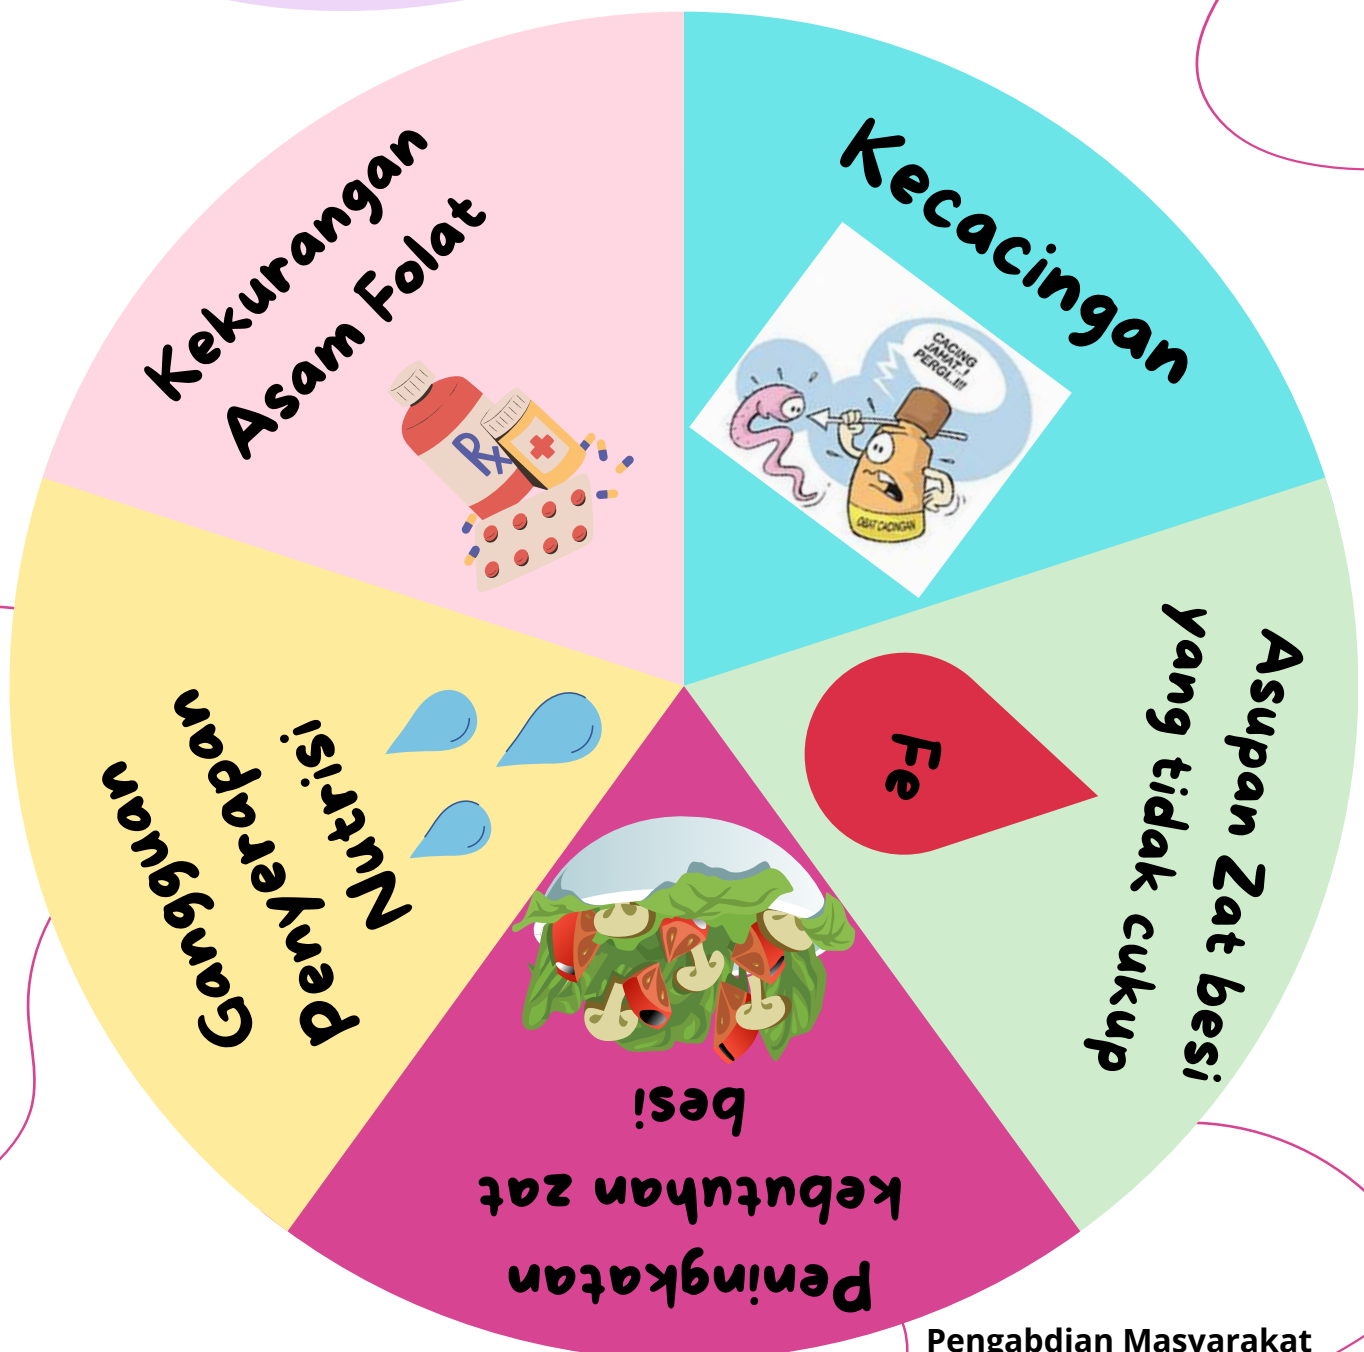 Kekurangan
Asam Folat
Kecacingan
CACING
JAHAT..!
PERGI..!!!
OBAT CACINGAN
Rx
Fe
Asupan Zat besi
yang tidak cukup
Peningkatan
kebutuhan zat
besi
Gangguan
Penyerapan
Nutrisi
Pengabdian Masyarakat